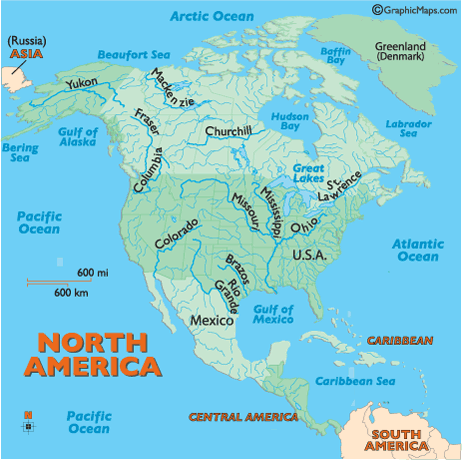 ©GraphicMaps.com
Arctic Ocean
(Russia)
ASIA
Beaufort Sea
Baffin
Bay
Greenland
(Denmark)
Yukon
Mackenzie
Fraser
Churchill
Hudson
Bay
Labrador
Sea
Bering
Sea
Gulf of
Alaska
Columbia
Great
Lakes
St.
Lawrence
Pacific
Ocean
Missouri
Mississippi
Ohio
Colorado
U.S.A.
Atlantic
Ocean
Brazos
Rio
Grande
600 mi
600 km
Gulf of
Mexico
Mexico
NORTH
AMERICA
CARIBBEAN
Caribbean Sea
Pacific
Ocean
CENTRAL AMERICA
SOUTH
AMERICA